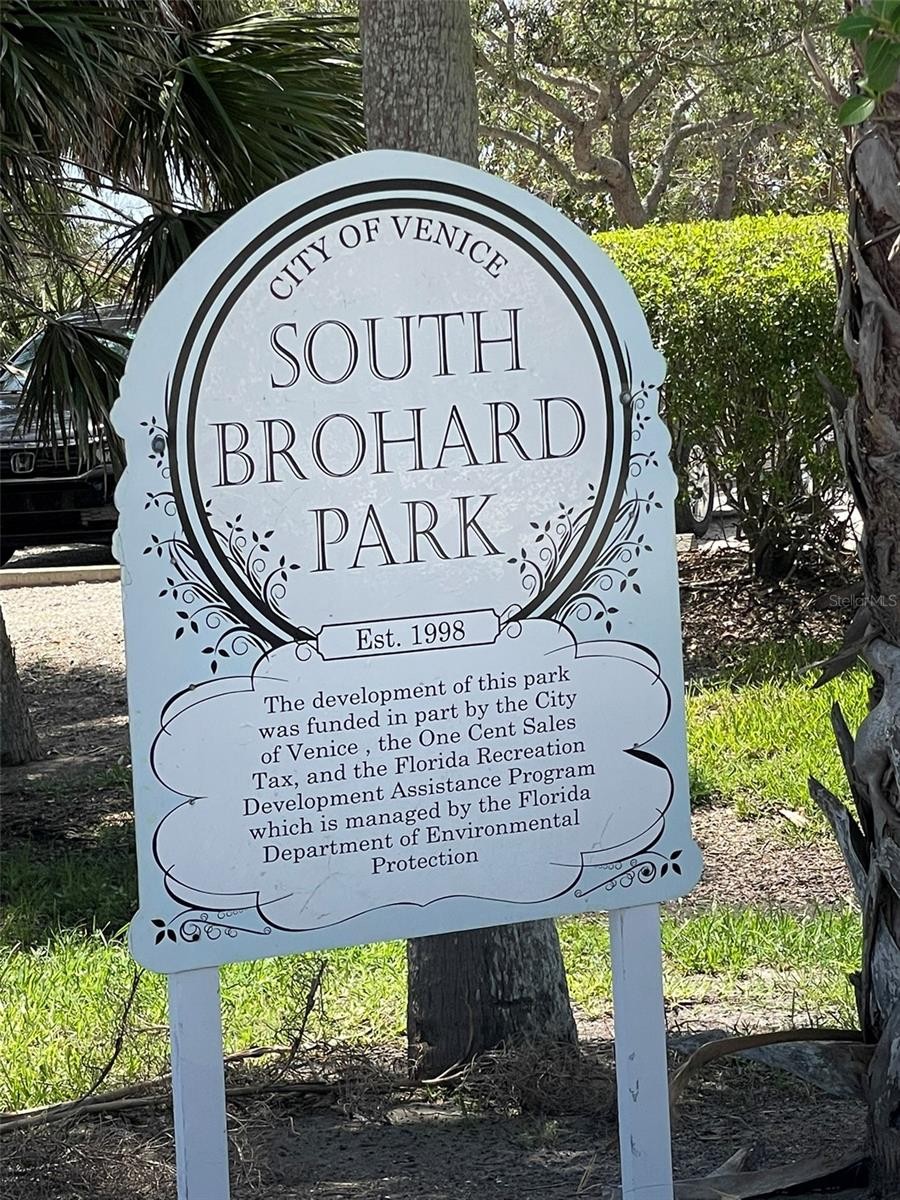 CITY OF VENICE
SOUTH
BROHARD
PARK
Est. 1998
The development of this park
was funded in part by the City
of Venice , the One Cent Sales
Tax, and the Florida Recreation
Development Assistance Program
which is managed by the Florida
Department of Environmental
Protection
StellarMLS